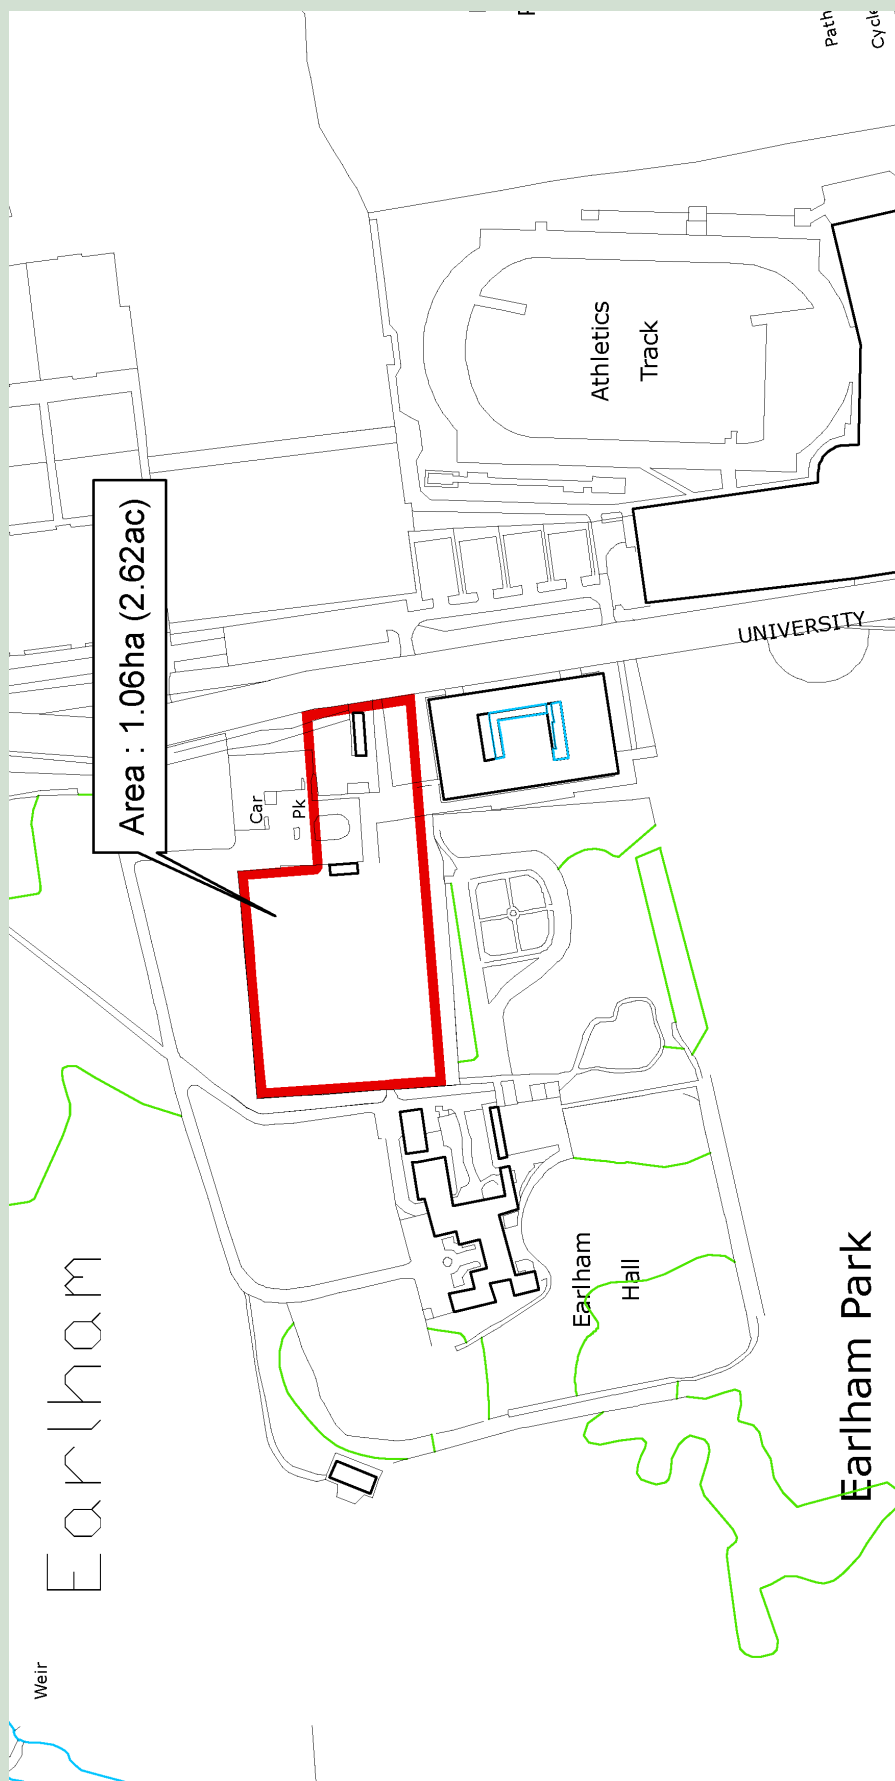 Path
Cycle
Athletics
Track
UNIVERSITY
Area : 1.06ha (2.62ac)
Car
Pk
Earlham
Hall
Earlham Park
Earlham
Weir